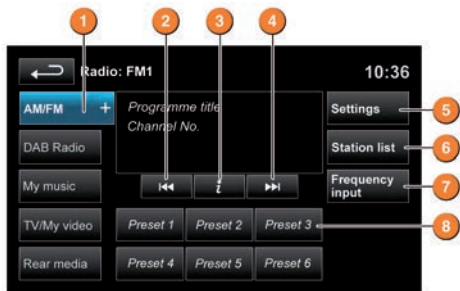 1 2 3 4
Radio: FM1 10:36
AM/FM + Programme title Settings 5
Channel No.
DAB Radio Station list 6
My music i Frequency input 7
TV/My video Preset 1 Preset 2 Preset 3 8
Rear media Preset 4 Preset 5 Preset 6